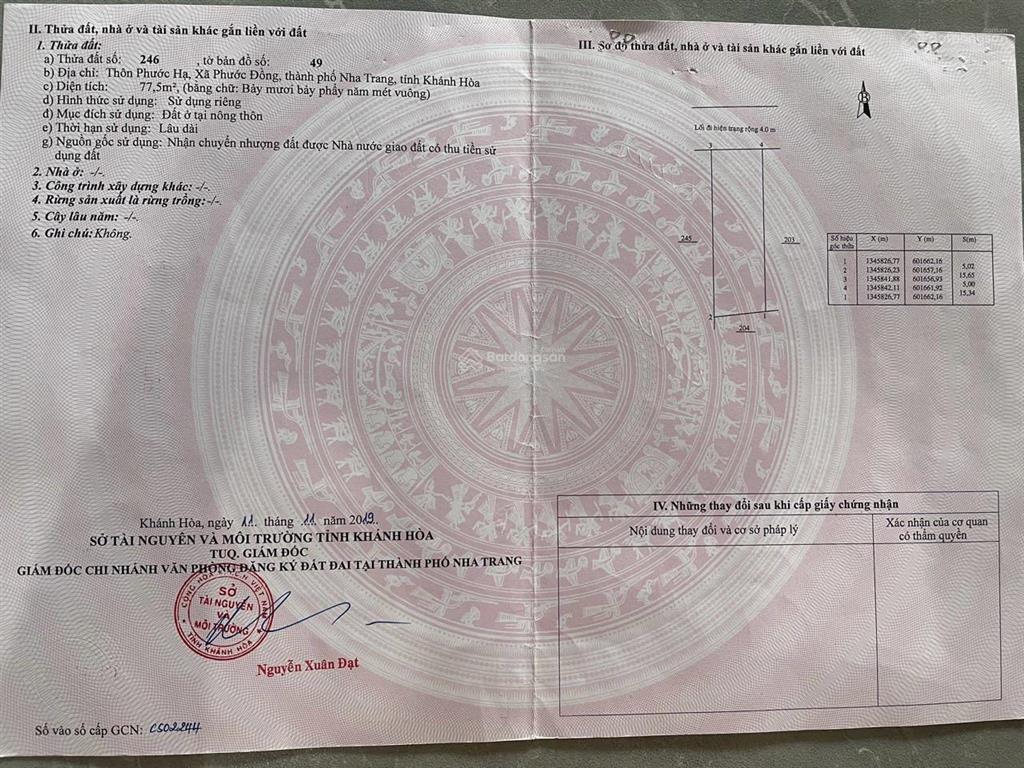 II. Thửa đất, nhà ở và tài sản khác gắn liền với đất
1. Thửa đất:
a) Thửa đất số: 246 , tờ bản đồ số: 49
b) Địa chỉ: Thôn Phước Hạ, Xã Phước Đồng, thành phố Nha Trang, tỉnh Khánh Hòa
c) Diện tích: 77,5m², (bằng chữ: Bảy mươi bảy phẩy năm mét vuông)
d) Hình thức sử dụng: Sử dụng riêng
đ) Mục đích sử dụng: Đất ở tại nông thôn
e) Thời hạn sử dụng: Lâu dài
g) Nguồn gốc sử dụng: Nhận chuyển nhượng đất được Nhà nước giao đất có thu tiền sử
dụng đất
2. Nhà ở: -/-.
3. Công trình xây dựng khác: -/-.
4. Rừng sản xuất là rừng trồng:-/-.
5. Cây lâu năm: -/-.
6. Ghi chú: Không.
Khánh Hòa, ngày 11 tháng 11 năm 2019.
SỞ TÀI NGUYÊN VÀ MÔI TRƯỜNG TỈNH KHÁNH HÒA
TUQ. GIÁM ĐỐC
GIÁM ĐỐC CHI NHÁNH VĂN PHÒNG ĐĂNG KÝ ĐẤT ĐAI TẠI THÀNH PHỐ NHA TRANG
SỞ
TÀI NGUYÊN
VÀ
MÔI TRƯỜNG
TỈNH KHÁNH HÒA
Nguyễn Xuân Đạt
Số vào sổ cấp GCN: CS02244
III. Sơ đồ thửa đất, nhà ở và tài sản khác gắn liền với đất
B
Lối đi hiện trạng rộng 4.0 m
3 4
245 203
2 1
204
Số hiệu góc thửa X (m) Y (m) S(m)
1 1345826,77 601662,16
5,02
2 1345826,23 601657,16
15,65
3 1345841,88 601656,93
5,00
4 1345842,11 601661,92
15,34
1 1345826,77 601662,16
Batdongsan
IV. Những thay đổi sau khi cấp giấy chứng nhận
Nội dung thay đổi và cơ sở pháp lý
Xác nhận của cơ quan
có thẩm quyền